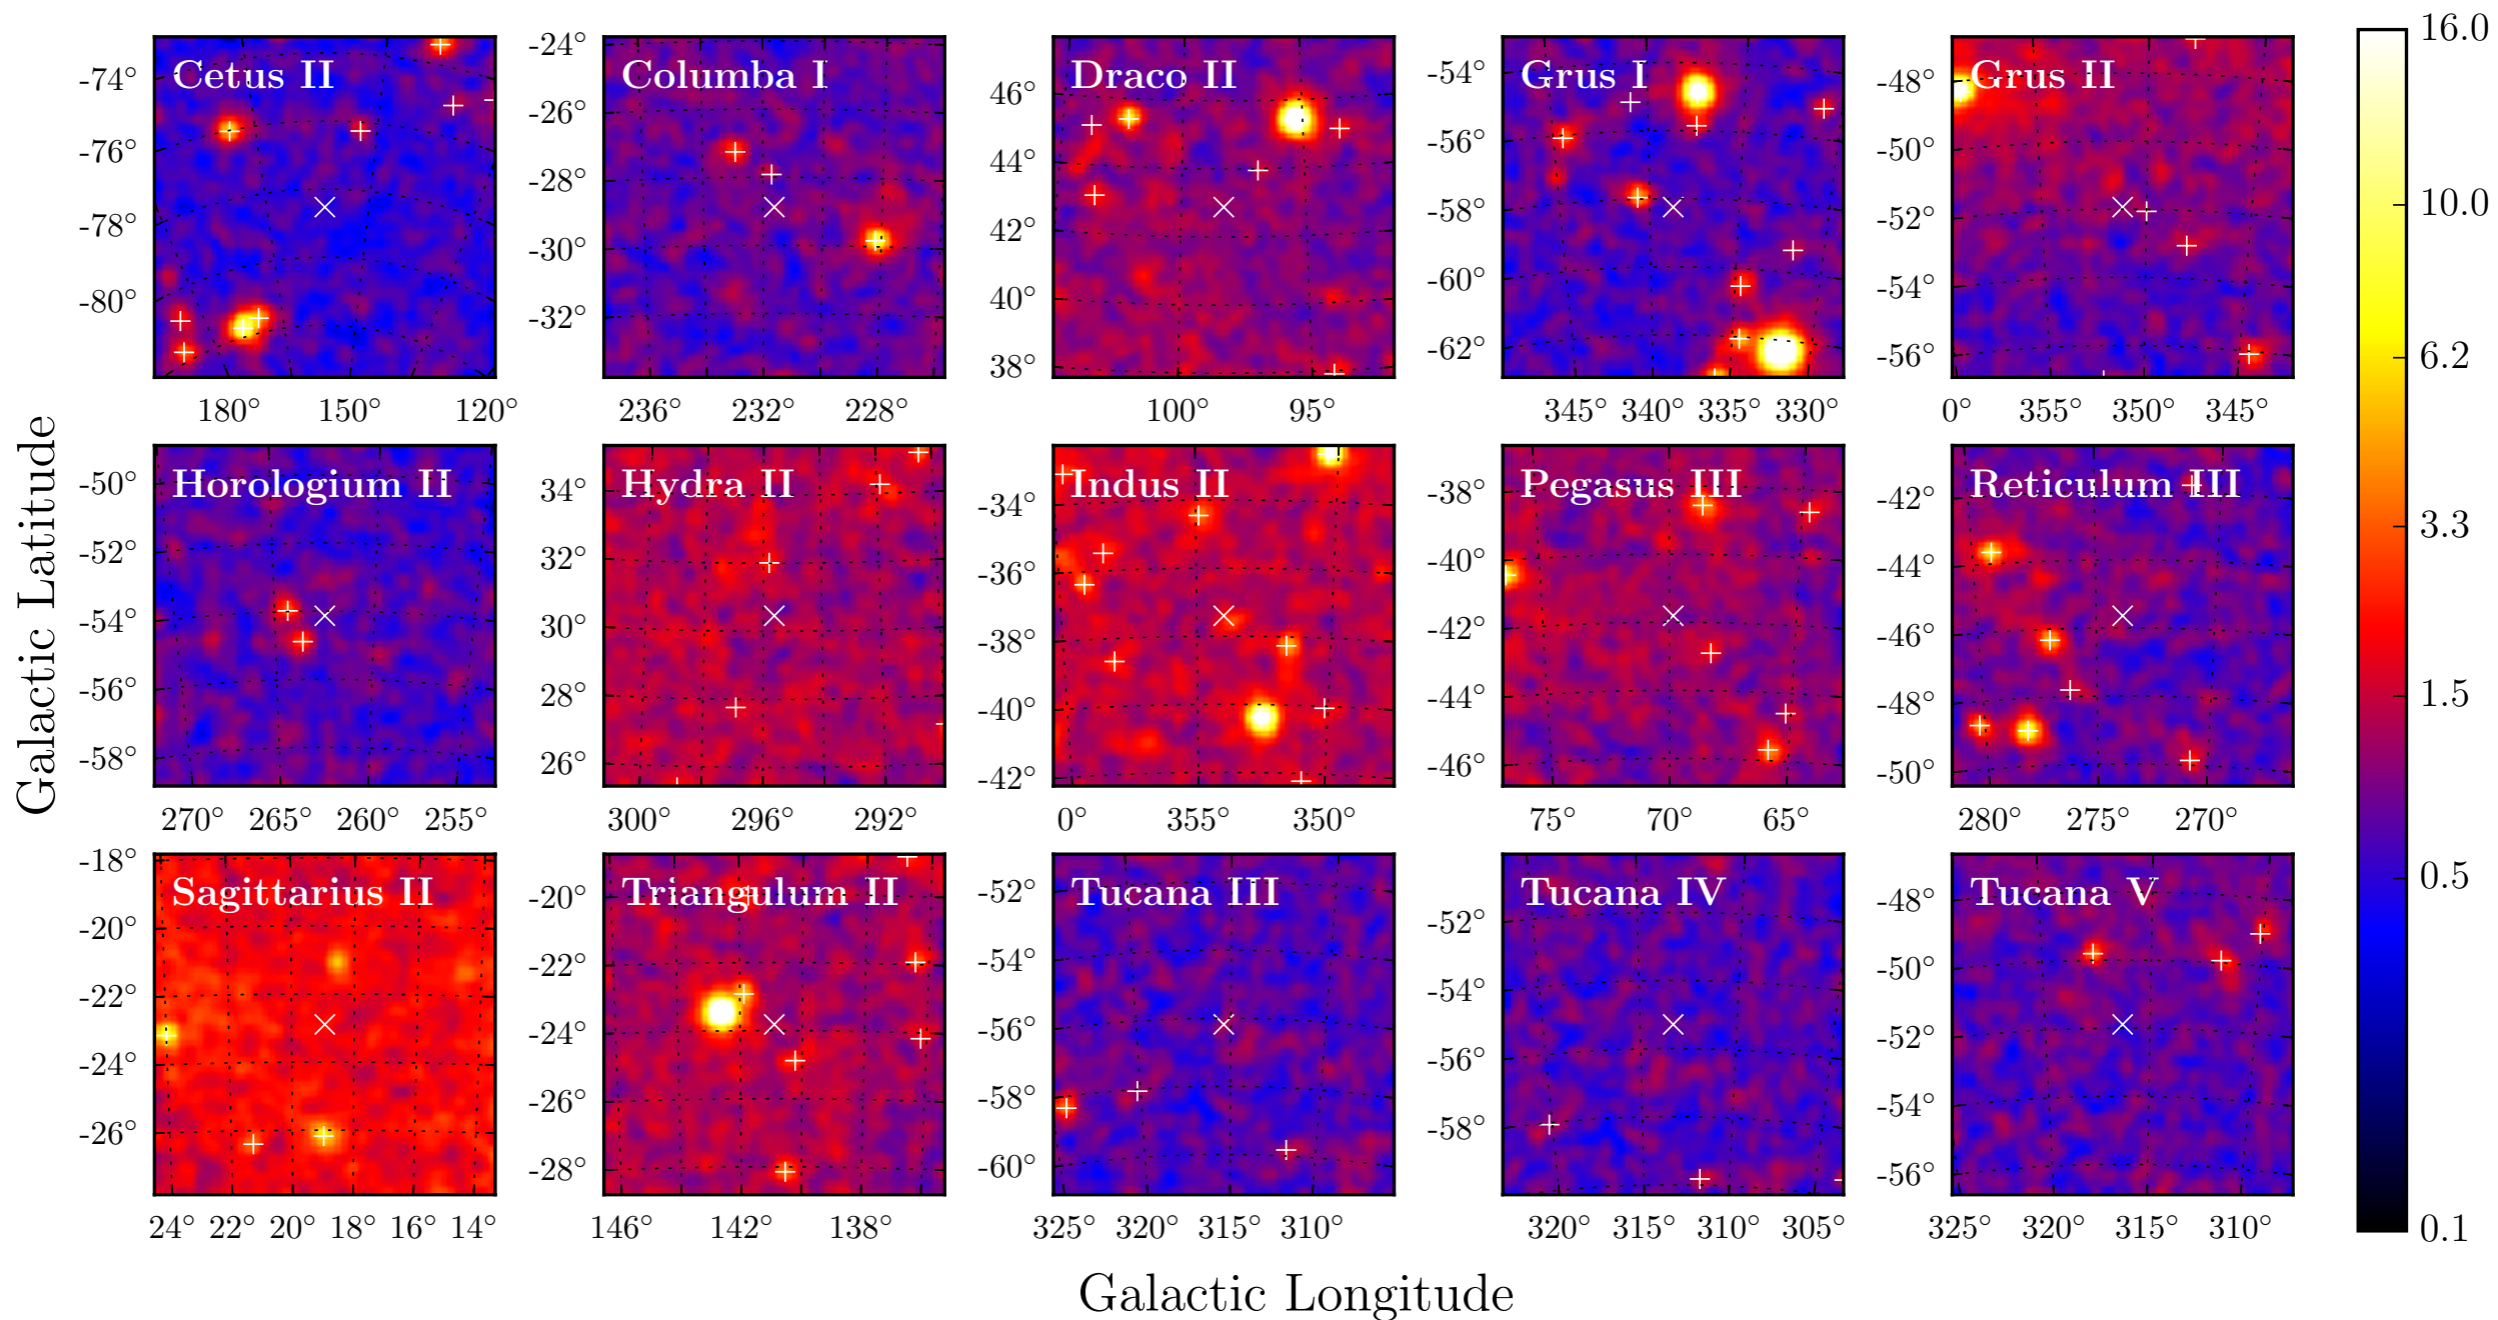 Cetus II
-74°
-76°
-78°
-80°
180° 150° 120°
Columba I
-24°
-26°
-28°
-30°
-32°
236° 232° 228°
Draco II
46°
44°
42°
40°
38°
100° 95°
Grus I
-54°
-56°
-58°
-60°
-62°
345° 340° 335° 330°
Grus II
-48°
-50°
-52°
-54°
-56°
0° 355° 350° 345°
Horologium II
-50°
-52°
-54°
-56°
-58°
270° 265° 260° 255°
Hydra II
34°
32°
30°
28°
26°
300° 296° 292°
Indus II
-34°
-36°
-38°
-40°
-42°
0° 355° 350°
Pegasus III
-38°
-40°
-42°
-44°
-46°
75° 70° 65°
Reticulum III
-42°
-44°
-46°
-48°
-50°
280° 275° 270°
Sagittarius II
-18°
-20°
-22°
-24°
-26°
24° 22° 20° 18° 16° 14°
Triangulum II
-20°
-22°
-24°
-26°
-28°
146° 142° 138°
Tucana III
-52°
-54°
-56°
-58°
-60°
325° 320° 315° 310°
Tucana IV
-52°
-54°
-56°
-58°
320° 315° 310° 305°
Tucana V
-48°
-50°
-52°
-54°
-56°
325° 320° 315° 310°
Galactic Latitude
Galactic Longitude
16.0
10.0
6.2
3.3
1.5
0.5
0.1